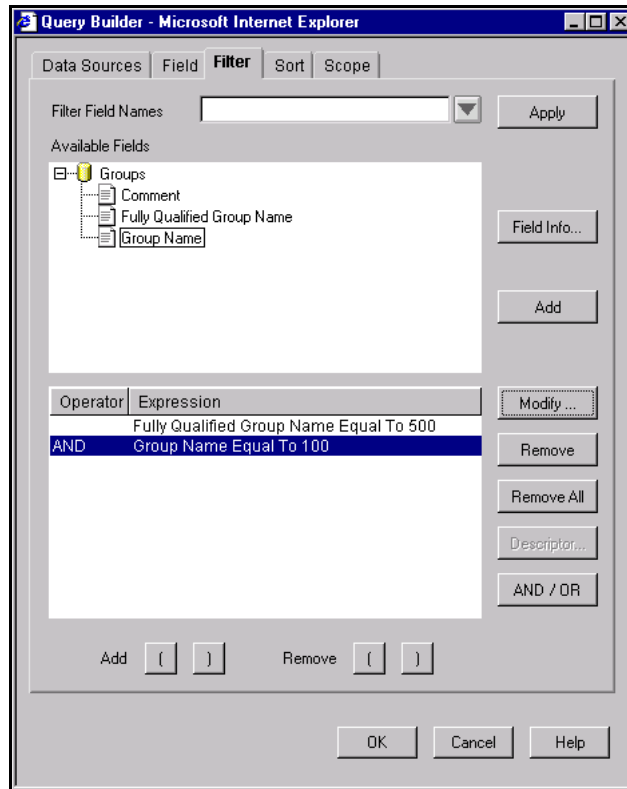 Query Builder - Microsoft Internet Explorer
Data Sources Field Filter Sort Scope
Filter Field Names Apply
Available Fields
Groups
Comment
Fully Qualified Group Name
Group Name
Field Info...
Add
Operator Expression Modify ...
Fully Qualified Group Name Equal To 500
AND Group Name Equal To 100
Remove
Remove All
Descriptor...
AND / OR
Add ( ) Remove ( )
OK Cancel Help